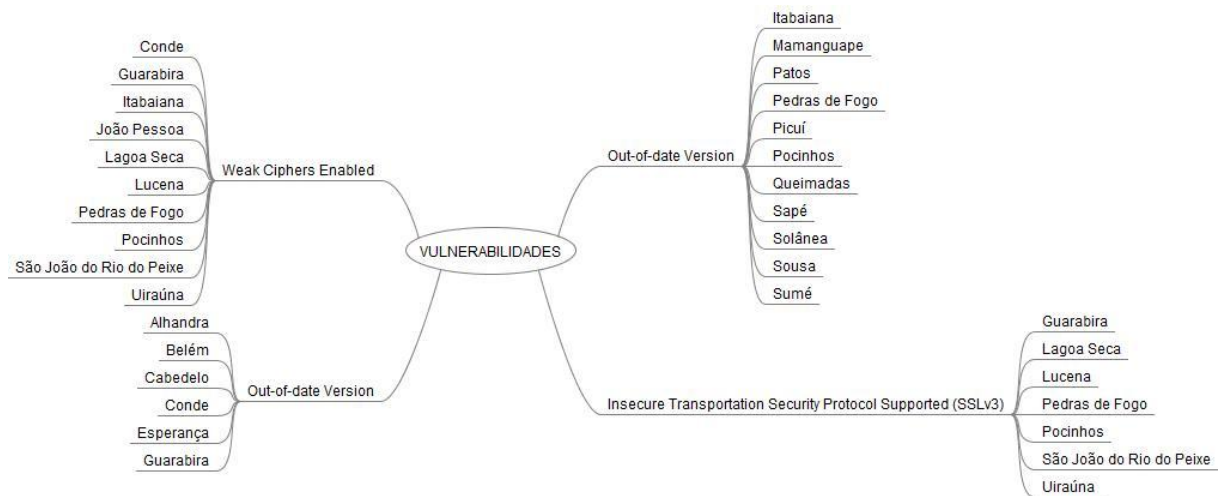 Conde
Guarabira
Itabaiana
João Pessoa
Lagoa Seca
Lucena
Pedras de Fogo
Pocinhos
São João do Rio do Peixe
Uiraúna
Weak Ciphers Enabled
Alhandra
Belém
Cabedelo
Conde
Esperança
Guarabira
Out-of-date Version
VULNERABILIDADES
Out-of-date Version
Itabaiana
Mamanguape
Patos
Pedras de Fogo
Picuí
Pocinhos
Queimadas
Sapé
Solânea
Sousa
Sumé
Insecure Transportation Security Protocol Supported (SSLv3)
Guarabira
Lagoa Seca
Lucena
Pedras de Fogo
Pocinhos
São João do Rio do Peixe
Uiraúna